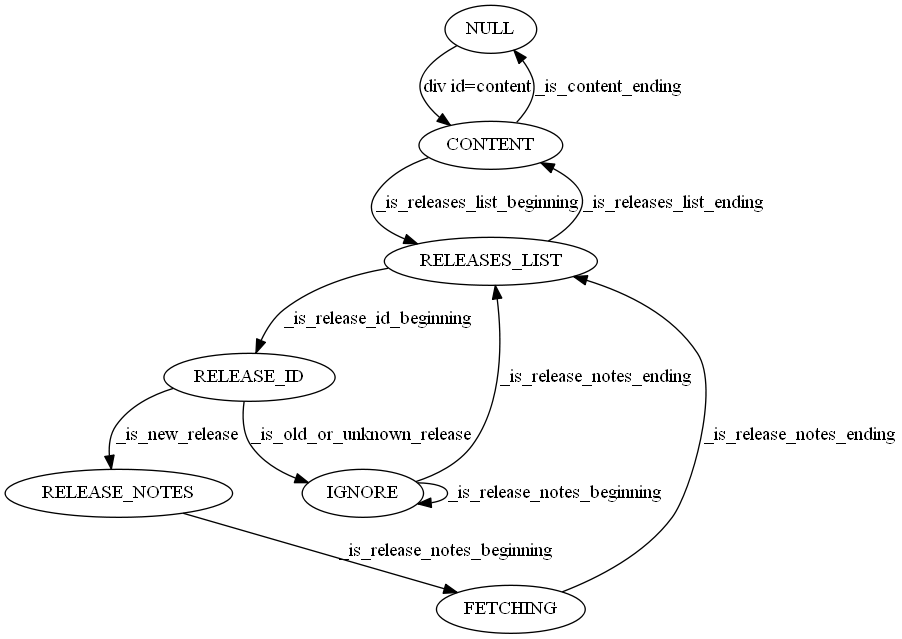 NULL
div id=content
_is_content_ending
CONTENT
_is_releases_list_beginning
_is_releases_list_ending
RELEASES_LIST
_is_release_id_beginning
RELEASE_ID
_is_release_notes_ending
_is_new_release
_is_old_or_unknown_release
_is_release_notes_ending
RELEASE_NOTES
IGNORE
_is_release_notes_beginning
_is_release_notes_beginning
FETCHING